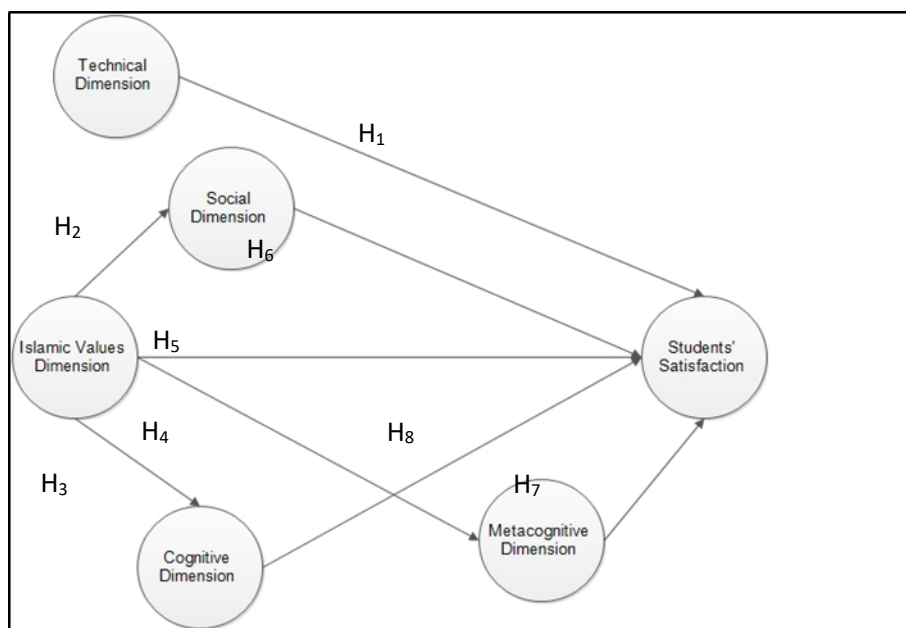 Technical
Dimension
H₁
Social
Dimension
H₂
H₆
Islamic Values
Dimension
H₅
Students'
Satisfaction
H₄
H₈
H₃
H₇
Metacognitive
Dimension
Cognitive
Dimension